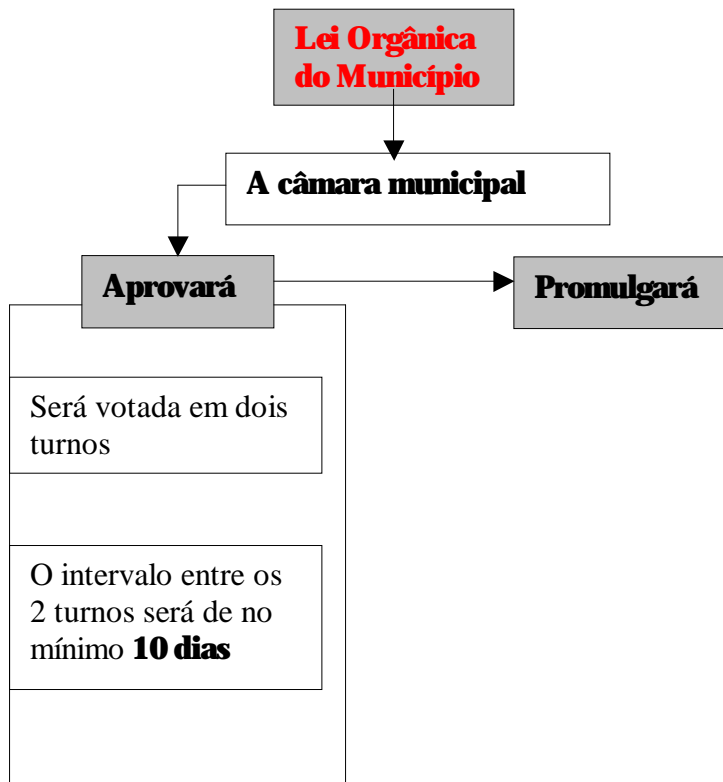 Lei Orgânica
do Município
A câmara municipal
Aprovará
Promulgará
Será votada em dois
turnos
O intervalo entre os
2 turnos será de no
mínimo 10 dias